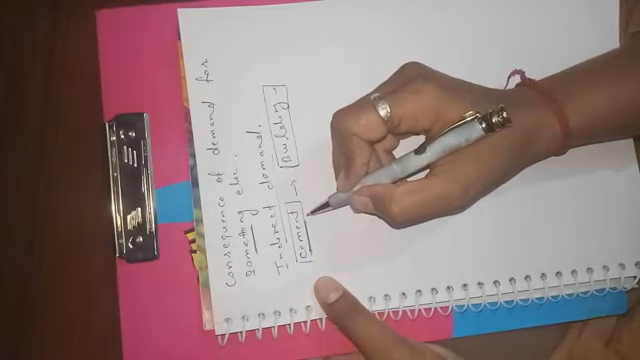 Consequence of demand for
something else.
Indirect demand.
Cement → Building →